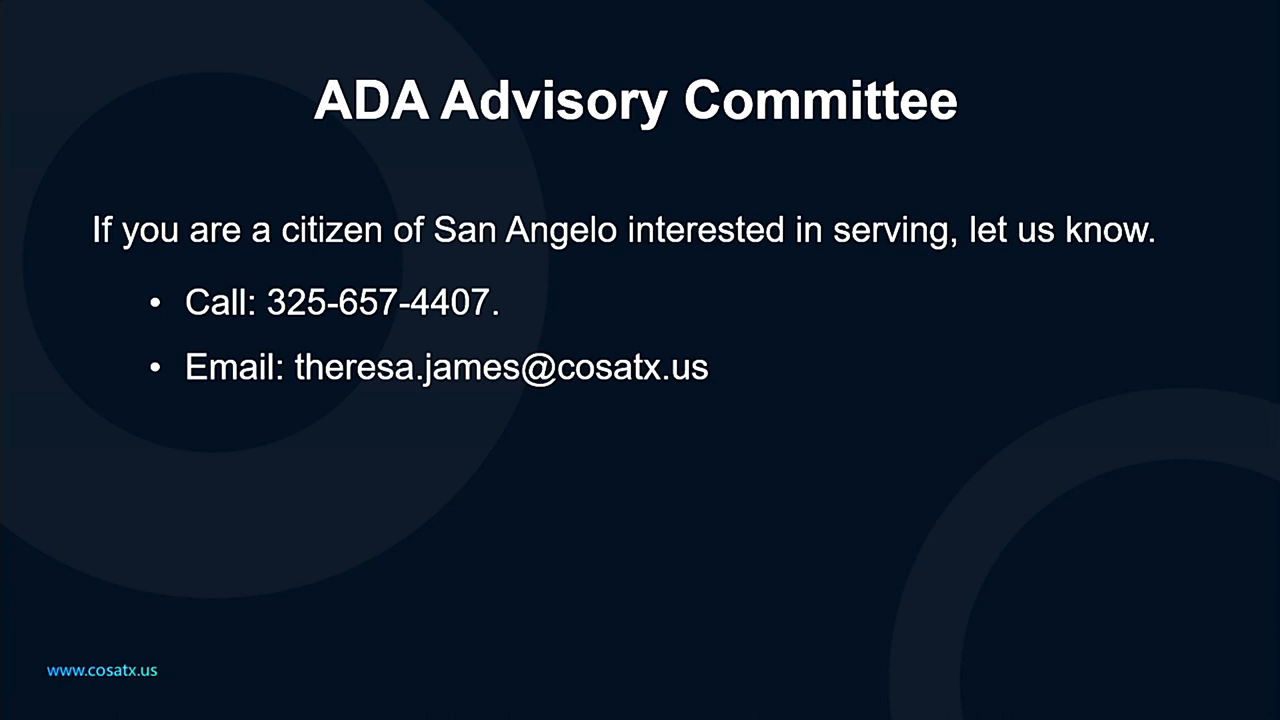 ADA Advisory Committee
If you are a citizen of San Angelo interested in serving, let us know.
• Call: 325-657-4407.
• Email: theresa.james@cosatx.us
www.cosatx.us